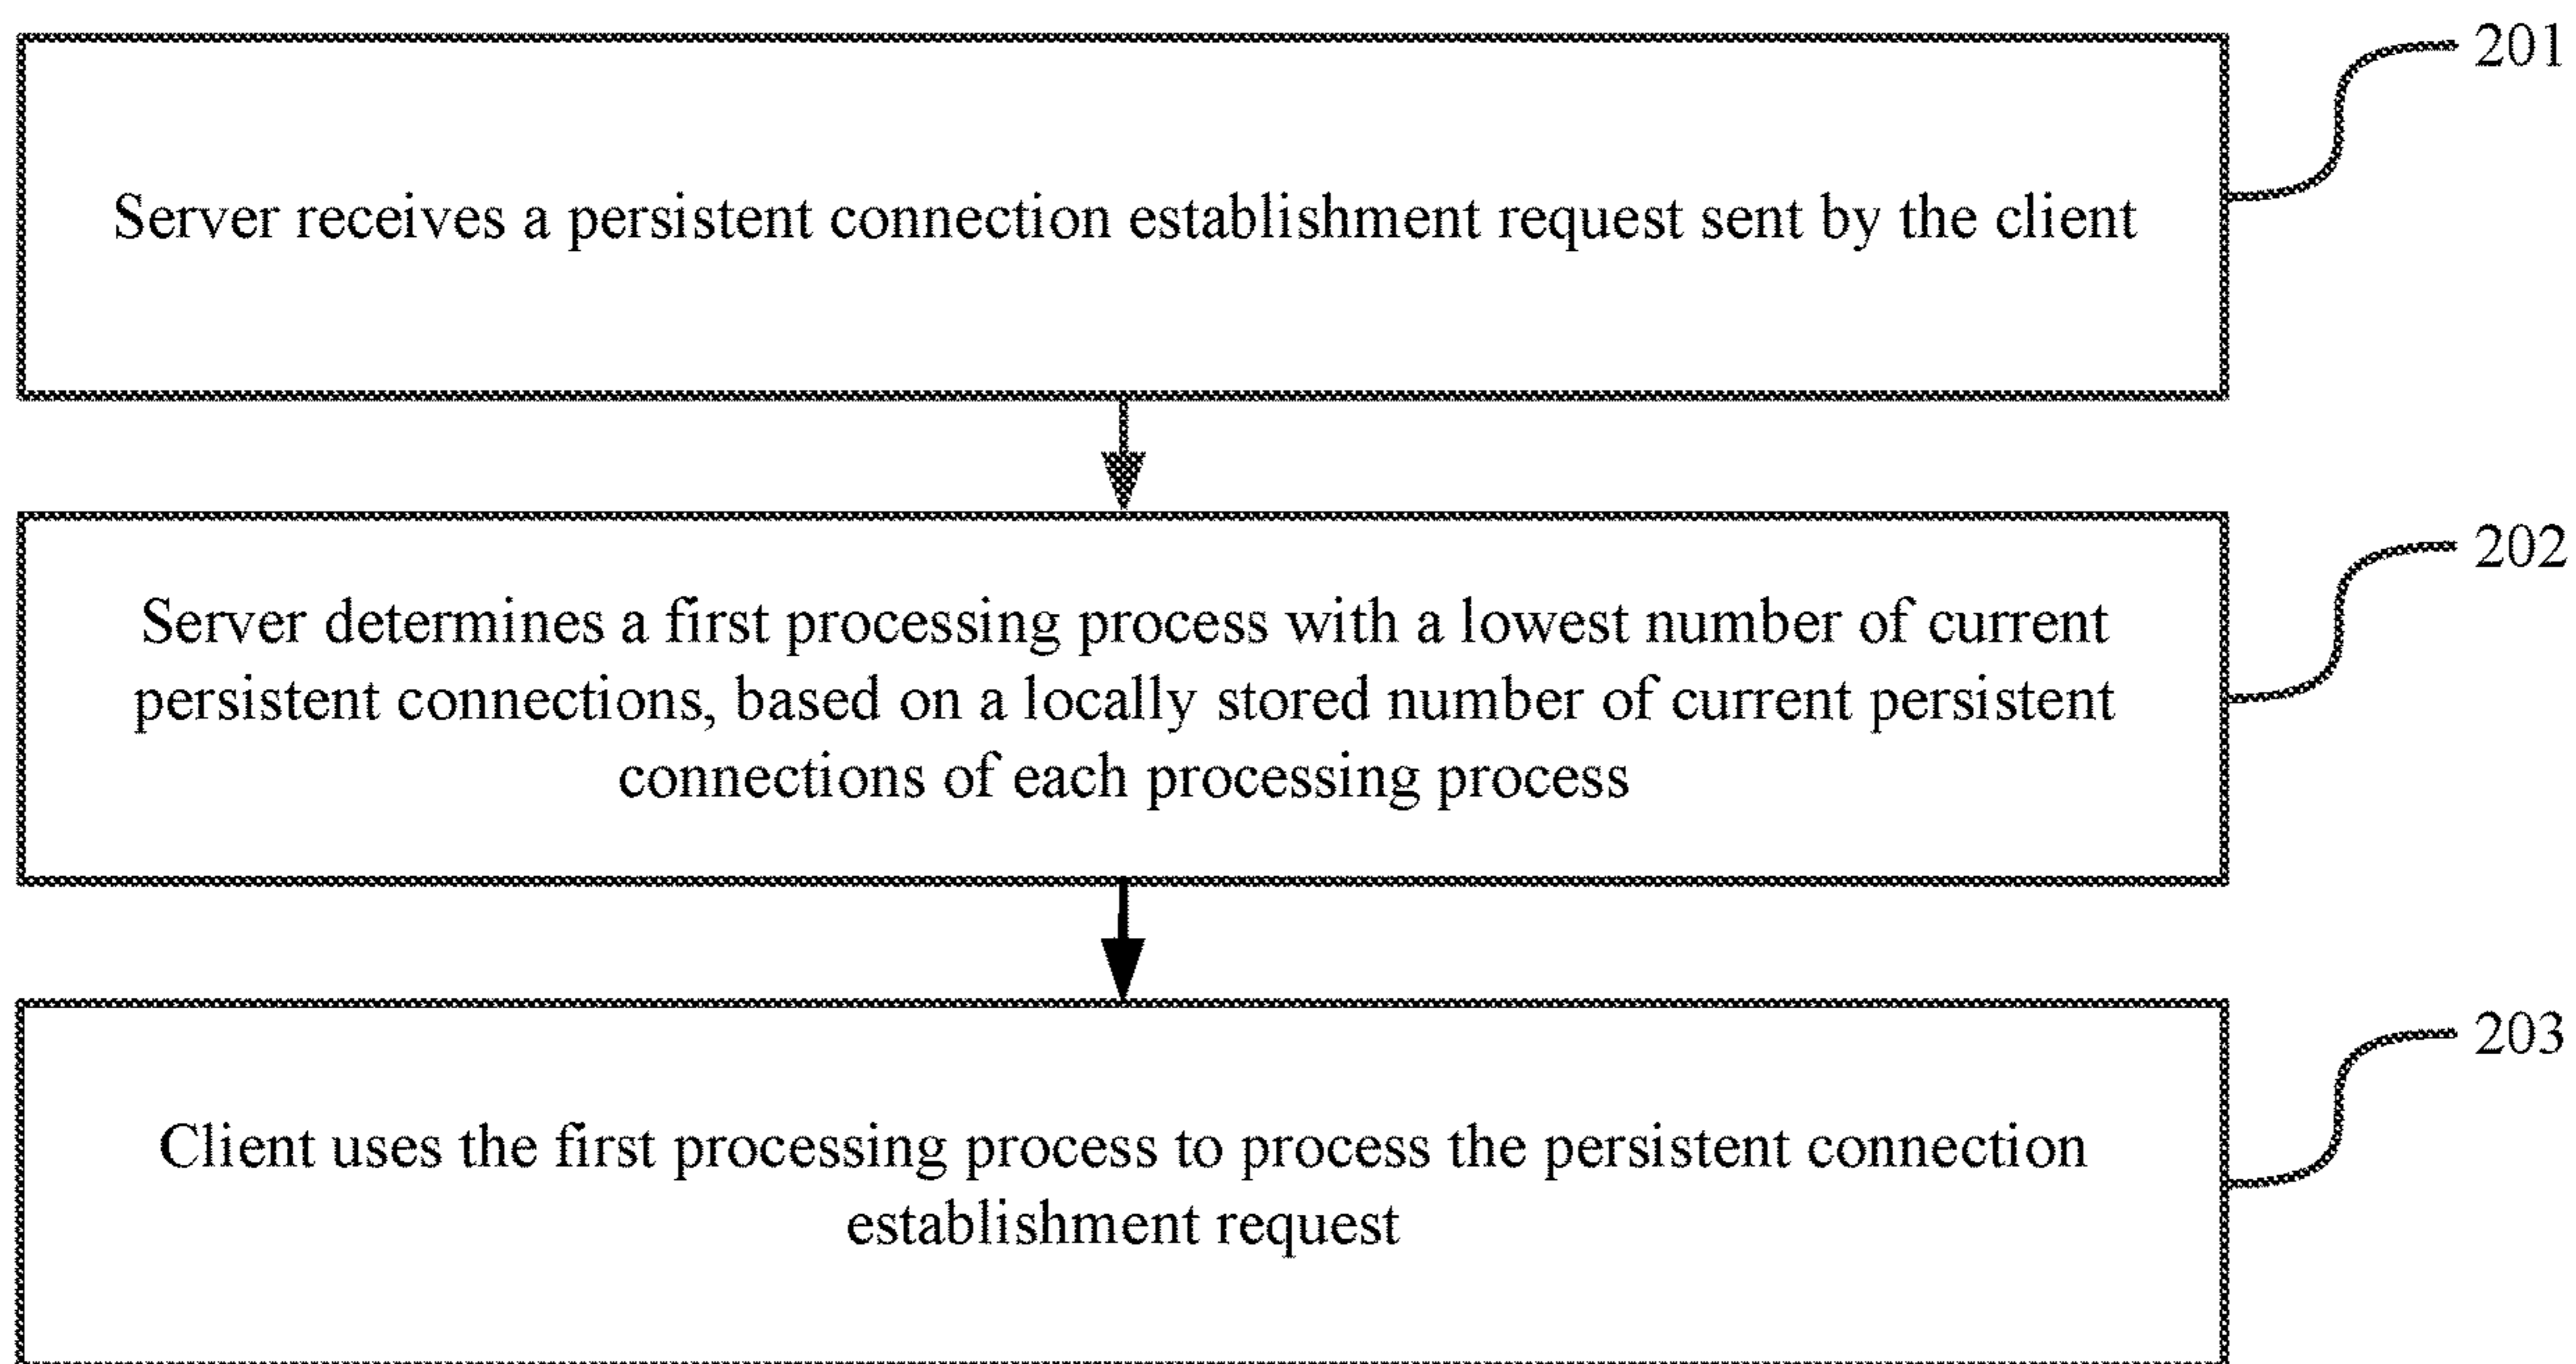 201
Server receives a persistent connection establishment request sent by the client
202
Server determines a first processing process with a lowest number of current
persistent connections, based on a locally stored number of current persistent
connections of each processing process
203
Client uses the first processing process to process the persistent connection
establishment request